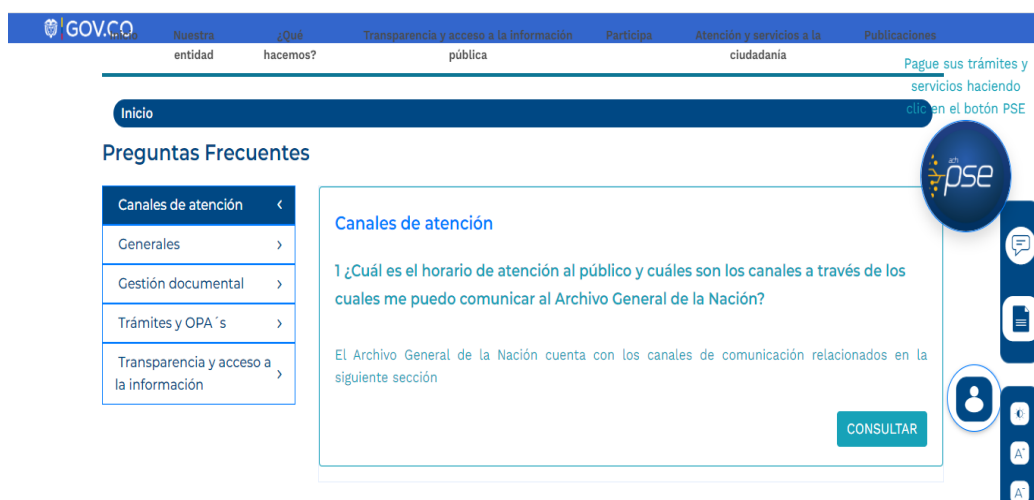 GOV.CO
Inicio
Nuestra entidad
¿Qué hacemos?
Transparencia y acceso a la información pública
Participa
Atención y servicios a la ciudadanía
Publicaciones
Pague sus trámites y
servicios haciendo
clic en el botón PSE
ach
pse
Inicio
Preguntas Frecuentes
Canales de atención
Generales
Gestión documental
Trámites y OPA´s
Transparencia y acceso a
la información
Canales de atención
1 ¿Cuál es el horario de atención al público y cuáles son los canales a través de los
cuales me puedo comunicar al Archivo General de la Nación?
El Archivo General de la Nación cuenta con los canales de comunicación relacionados en la
siguiente sección
CONSULTAR
A+
A-